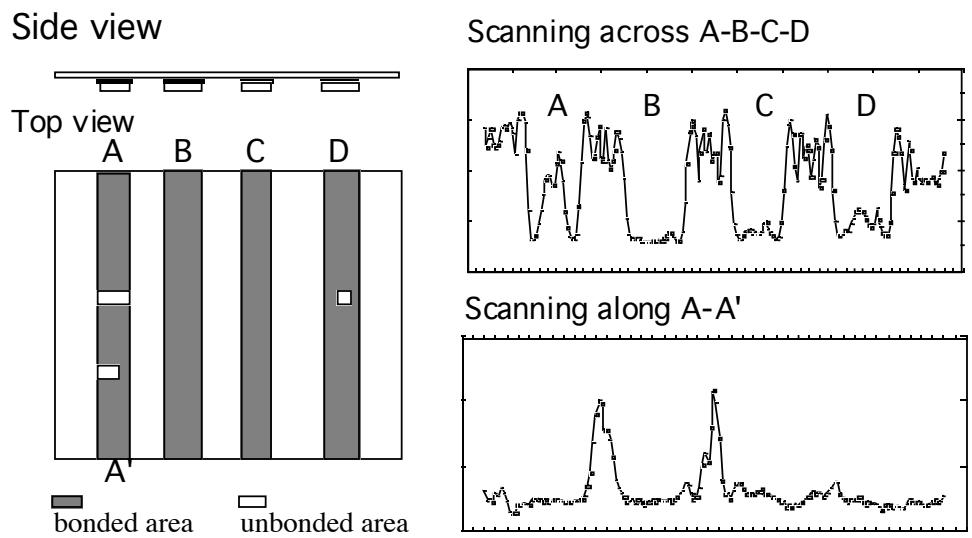 Side view
Top view
A B C D
A'
bonded area unbonded area
Scanning across A-B-C-D
A B C D
Scanning along A-A'